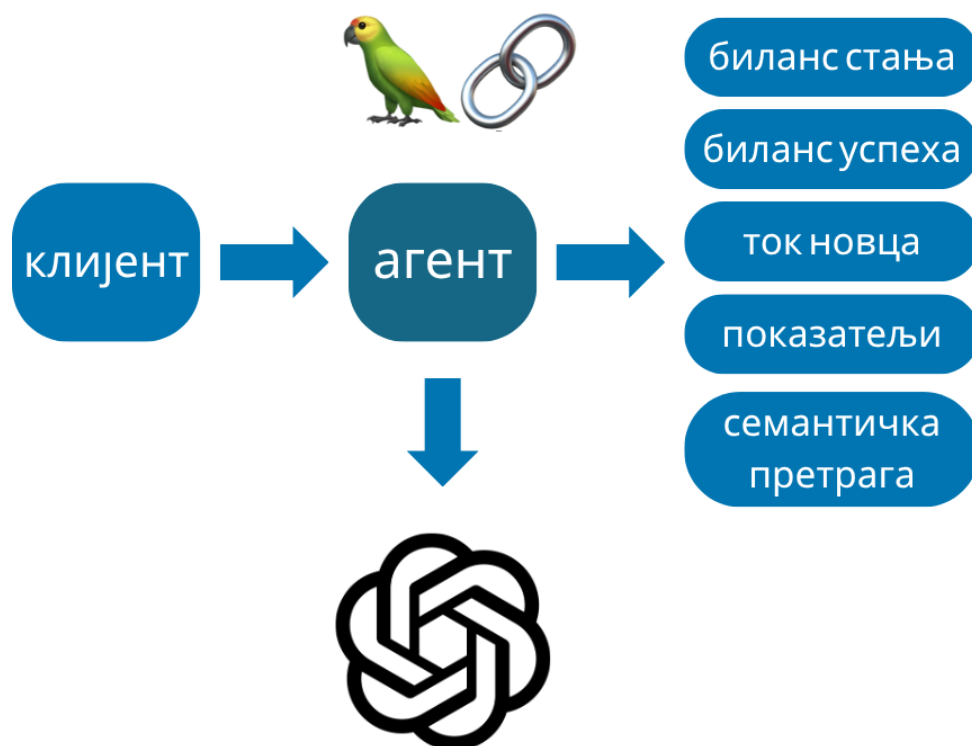 биланс стања
биланс успеха
клијент
агент
ток новца
показатељи
семантичка
претрага